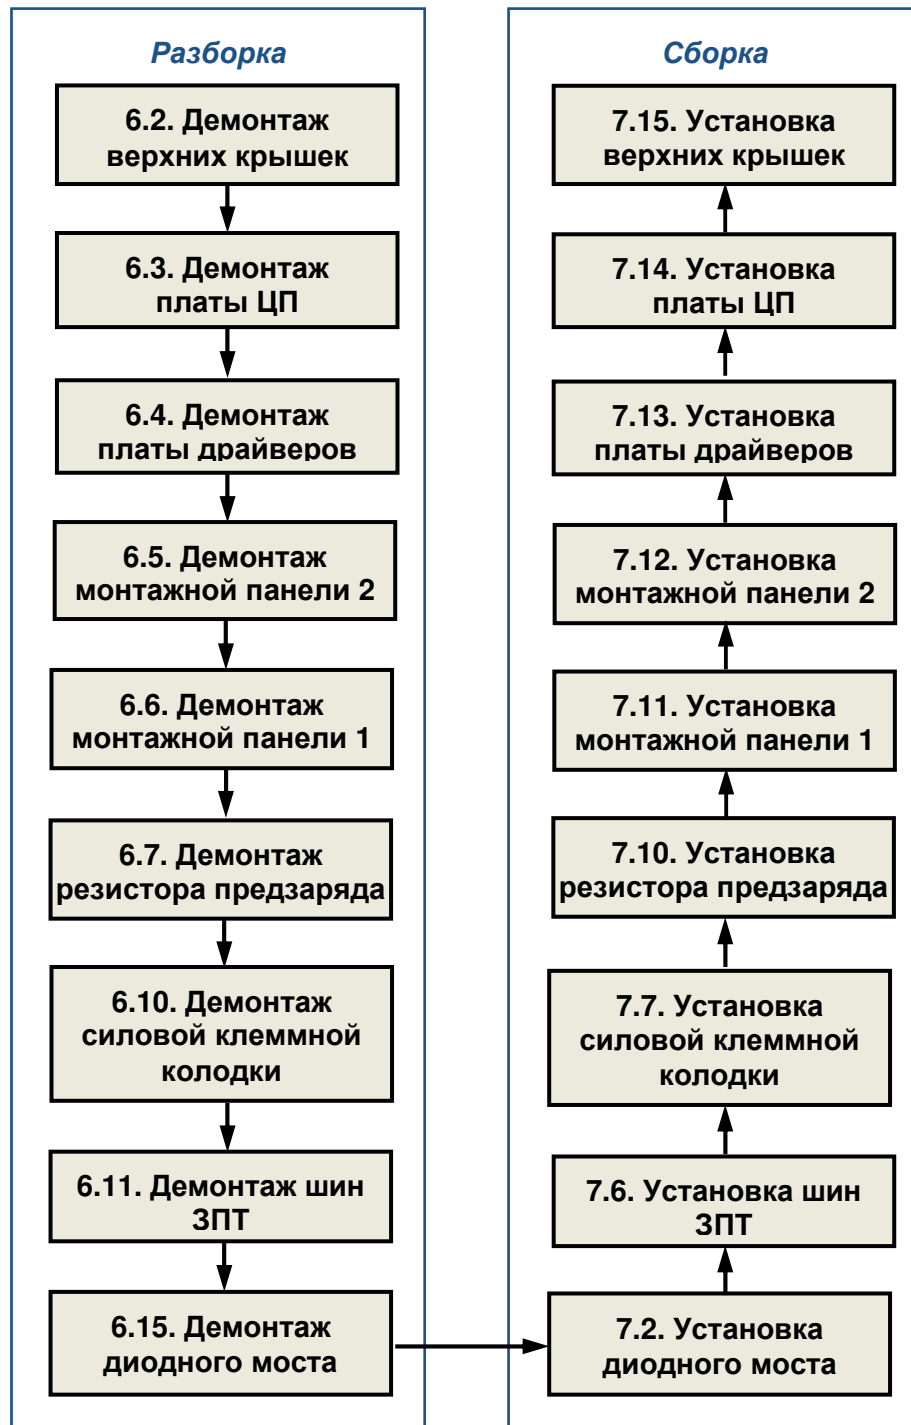 Разборка
6.2. Демонтаж
верхних крышек
6.3. Демонтаж
платы ЦП
6.4. Демонтаж
платы драйверов
6.5. Демонтаж
монтажной панели 2
6.6. Демонтаж
монтажной панели 1
6.7. Демонтаж
резистора предзаряда
6.10. Демонтаж
силовой клеммной
колодки
6.11. Демонтаж шин
ЗПТ
6.15. Демонтаж
диодного моста
Сборка
7.15. Установка
верхних крышек
7.14. Установка
платы ЦП
7.13. Установка
платы драйверов
7.12. Установка
монтажной панели 2
7.11. Установка
монтажной панели 1
7.10. Установка
резистора предзаряда
7.7. Установка
силовой клеммной
колодки
7.6. Установка шин
ЗПТ
7.2. Установка
диодного моста